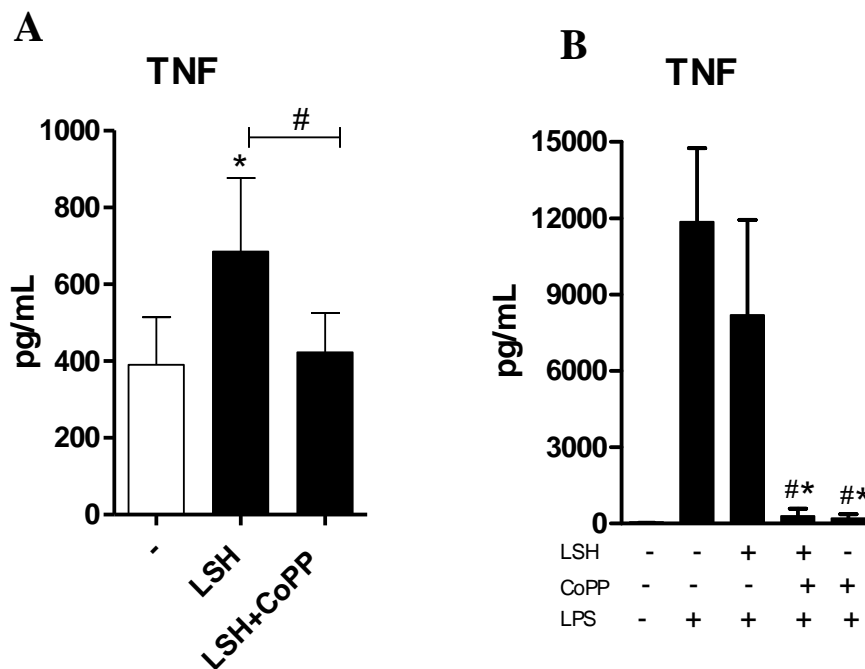 A
TNF
pg/mL
1000
800
600
400
200
0
*
#
-
LSH
LSH+CoPP
B
TNF
pg/mL
15000
12000
9000
6000
3000
0
#* #*
LSH - - + + -
CoPP - - - + +
LPS - + + + +